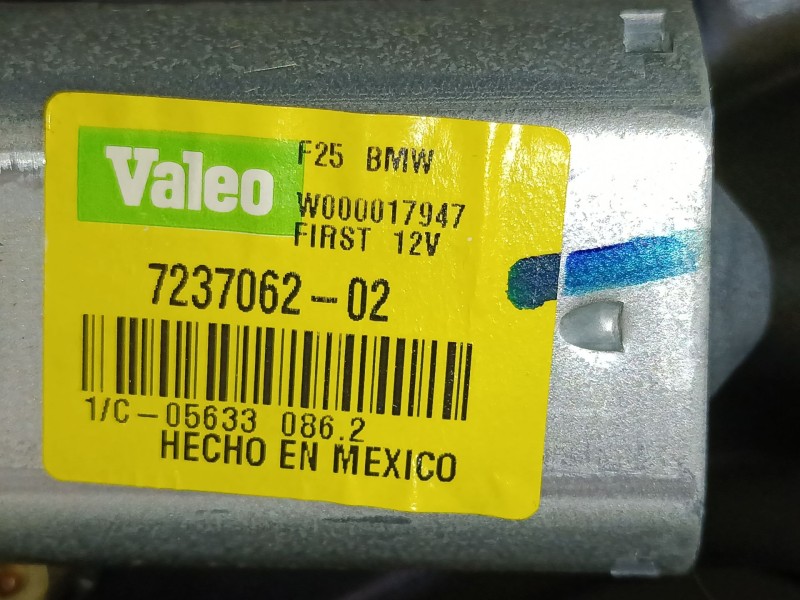 Valeo
F25 BMW
W000017947
FIRST 12V
7237062-02
1/C-05633 086.2
HECHO EN MEXICO